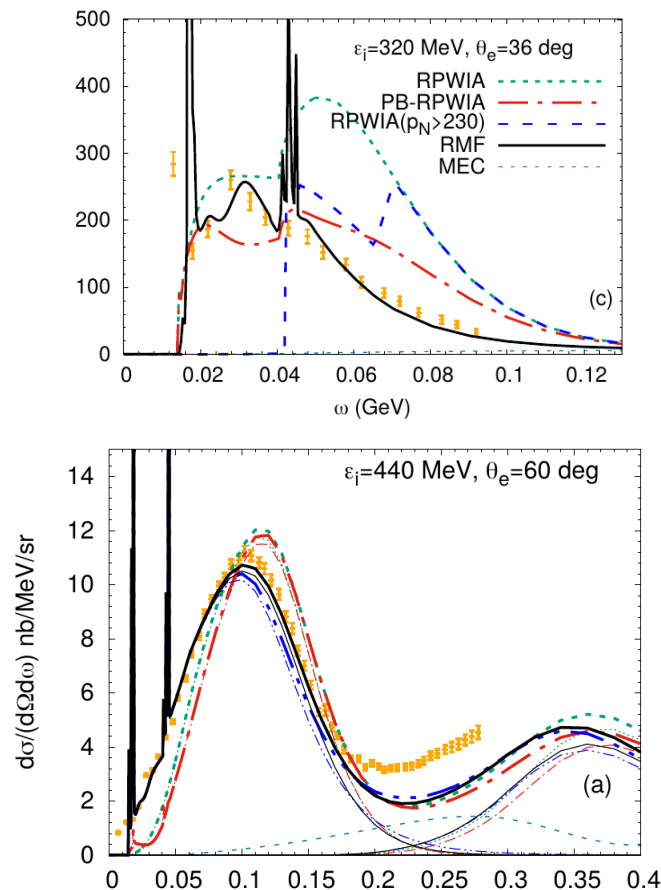 500
εi=320 MeV, θe=36 deg
RPWIA
400
PB-RPWIA
RPWIA(pN>230)
RMF
300
MEC
200
100
(c)
0
0 0.02 0.04 0.06 0.08 0.1 0.12
ω (GeV)
εi=440 MeV, θe=60 deg
14
12
10
8
6
4
2
0
dσ/(dΩdω) nb/MeV/sr
(a)
0 0.05 0.1 0.15 0.2 0.25 0.3 0.35 0.4